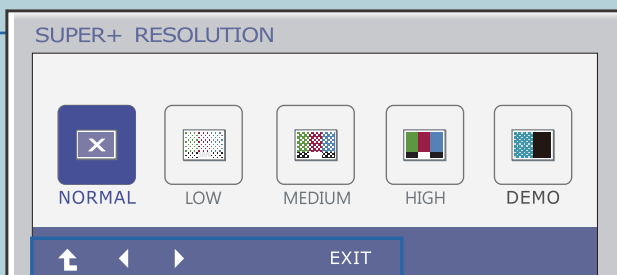 SUPER+ RESOLUTION
NORMAL LOW MEDIUM HIGH DEMO
EXIT